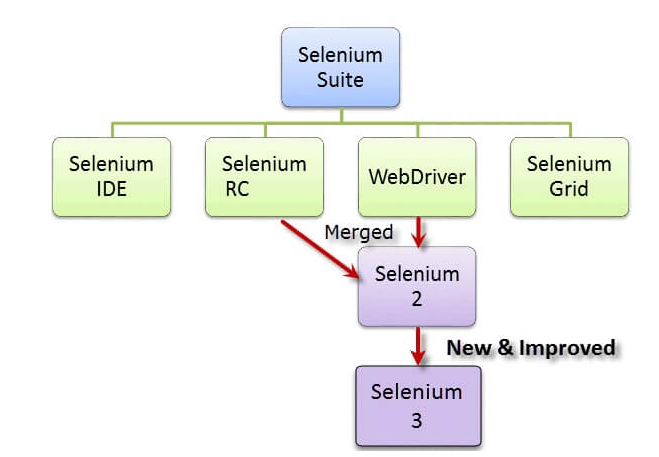 Selenium
Suite
Selenium
IDE
Selenium
RC
WebDriver
Selenium
Grid
Merged
Selenium
2
New & Improved
Selenium
3